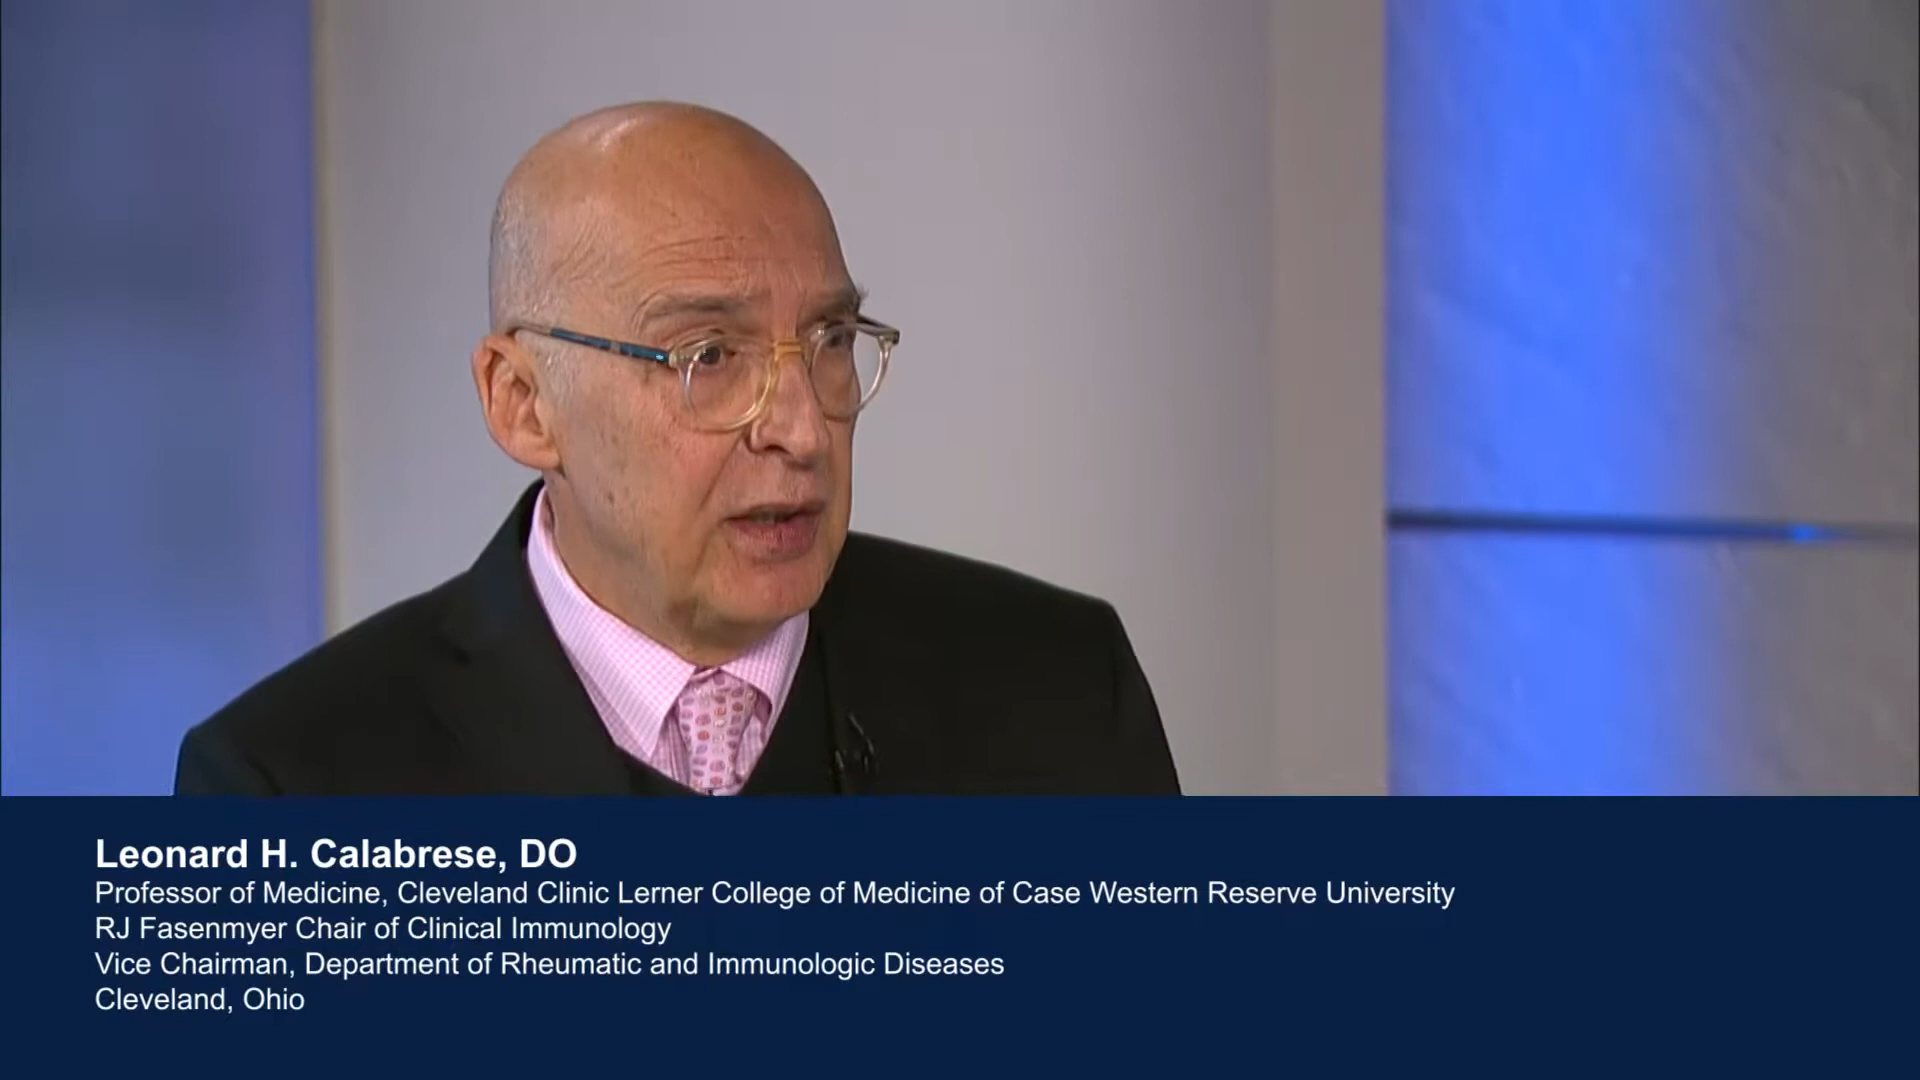 Leonard H. Calabrese, DO
Professor of Medicine, Cleveland Clinic Lerner College of Medicine of Case Western Reserve University
RJ Fasenmyer Chair of Clinical Immunology
Vice Chairman, Department of Rheumatic and Immunologic Diseases
Cleveland, Ohio